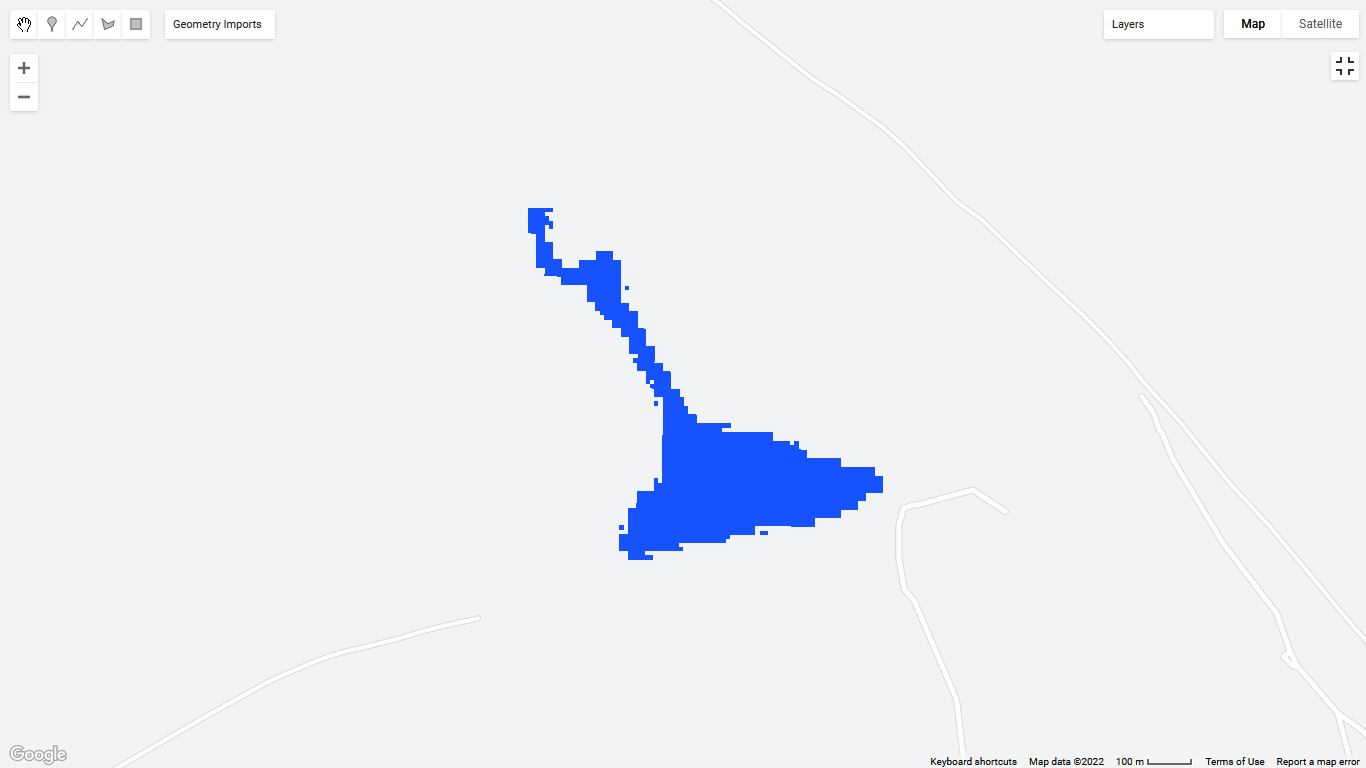 Geometry Imports
Layers
Map
Satellite
Google
Keyboard shortcuts
Map data ©2022
100 m
Terms of Use
Report a map error